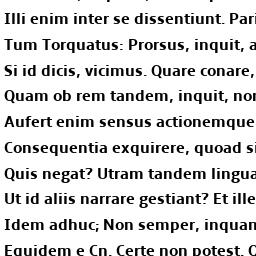 Illi enim inter se dissentiunt. Pari
Tum Torquatus: Prorsus, inquit, a
Si id dicis, vicimus. Quare conare,
Quam ob rem tandem, inquit, non
Aufert enim sensus actionemque
Consequentia exquirere, quoad si
Quis negat? Utram tandem lingua
Ut id aliis narrare gestiant? Et ille
Idem adhuc; Non semper, inquam
Equidem e Cn. Certe non potest.